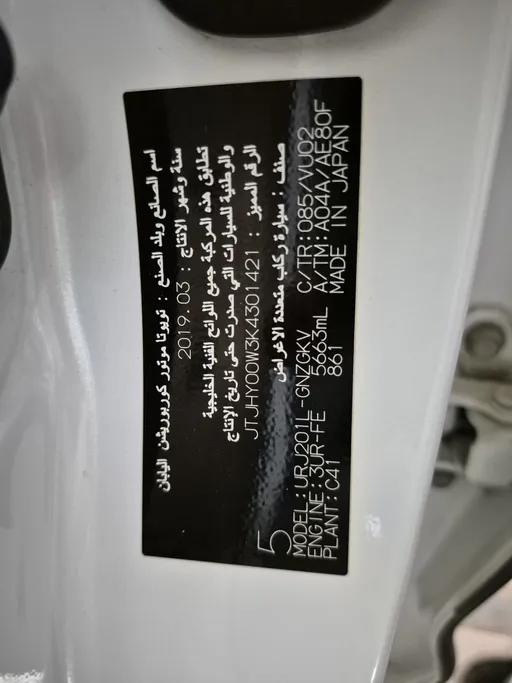 اسم الصانع وبلد الصنع : تويوتا موتور كوربوريشن اليابان
سنة وشهر الانتاج : 2019.03
تطابق هذه المركبة جميع اللوائح الفنية الخليجية
والوطنية للسيارات التي صدرت حتى تاريخ الإنتاج
الرقم المميز : JTJHY00W3K4301421
صنف : سيارة ركاب متعددة الاغراض
5
MODEL:URJ201L-GNZGKV C/TR:085/VU02
ENGINE:3UR-FE 5663mL A/TM:A04A/AE80F
PLANT:C41 861 MADE IN JAPAN